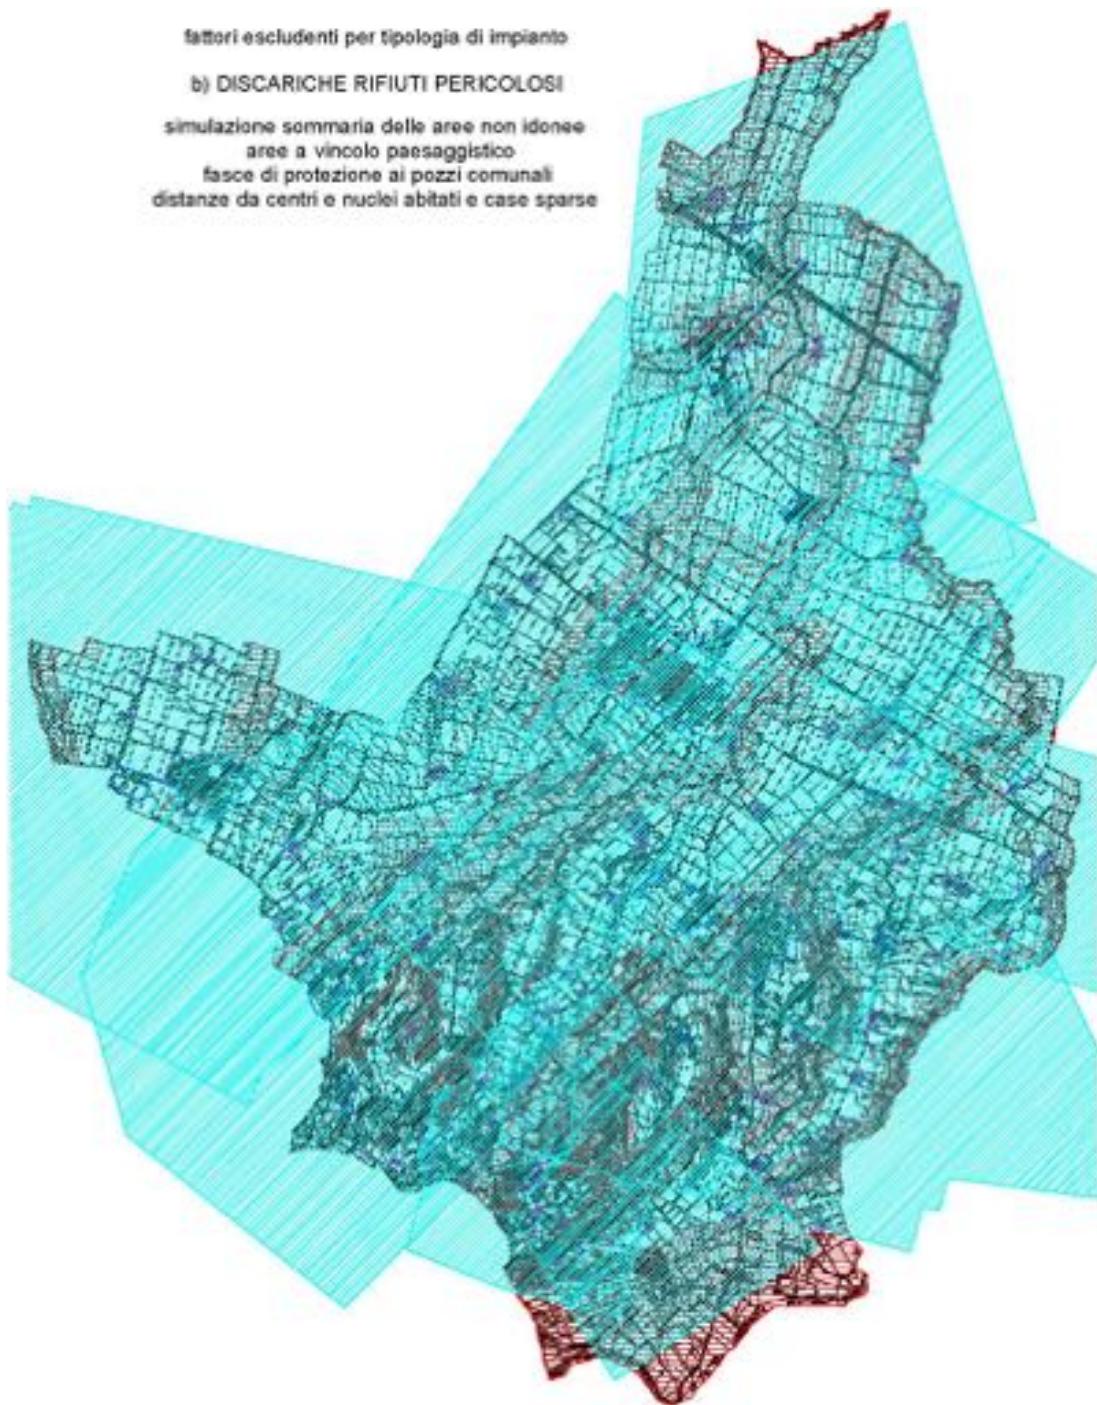 fattori escludenti per tipologia di impianto
b) DISCARICHE RIFIUTI PERICOLOSI
simulazione sommaria delle aree non idonee
aree a vincolo paesaggistico
fasce di protezione ai pozzi comunali
distanze da centri e nuclei abitati e case sparse